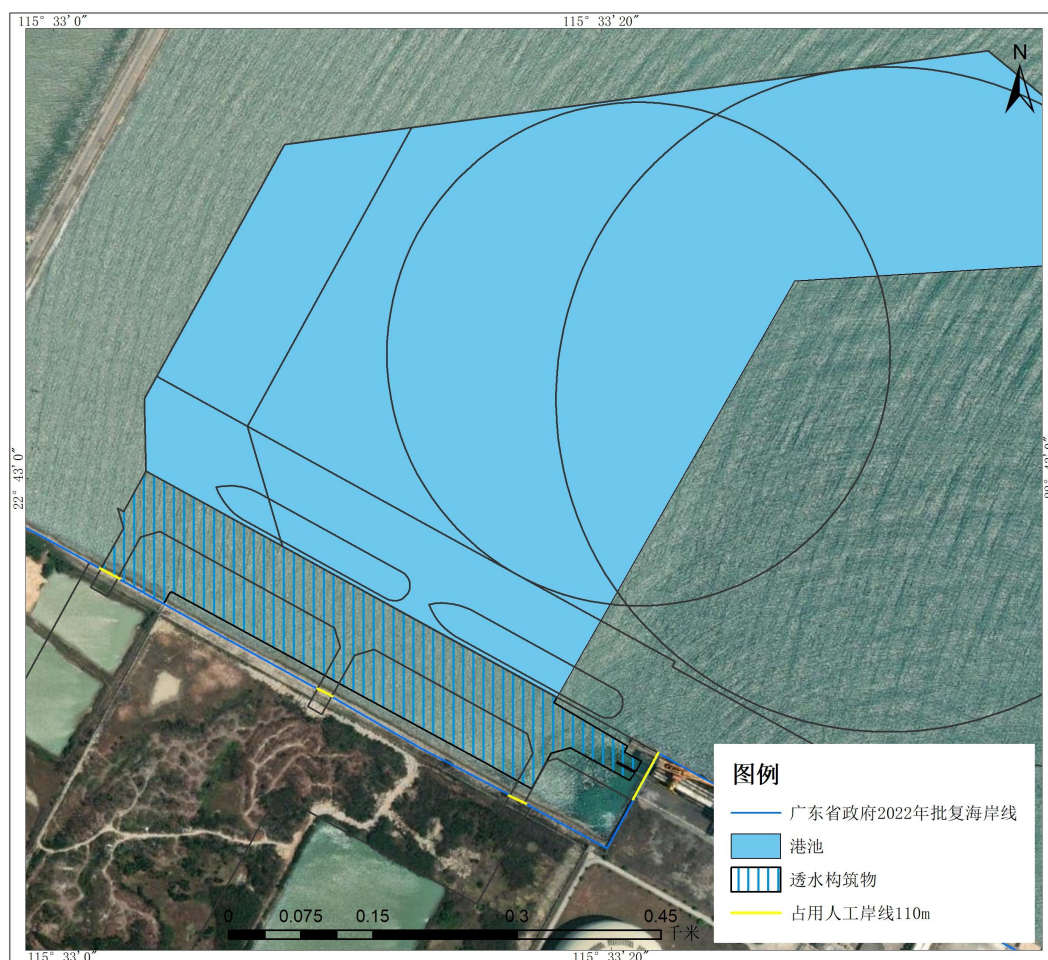 115° 33′0″ 115° 33′20″
N
22° 43′0″ 22° 43′0″
图例
广东省政府2022年批复海岸线
港池
透水构筑物
占用人工岸线110m
0 0.075 0.15 0.3 0.45
千米
115° 33′0″ 115° 33′20″